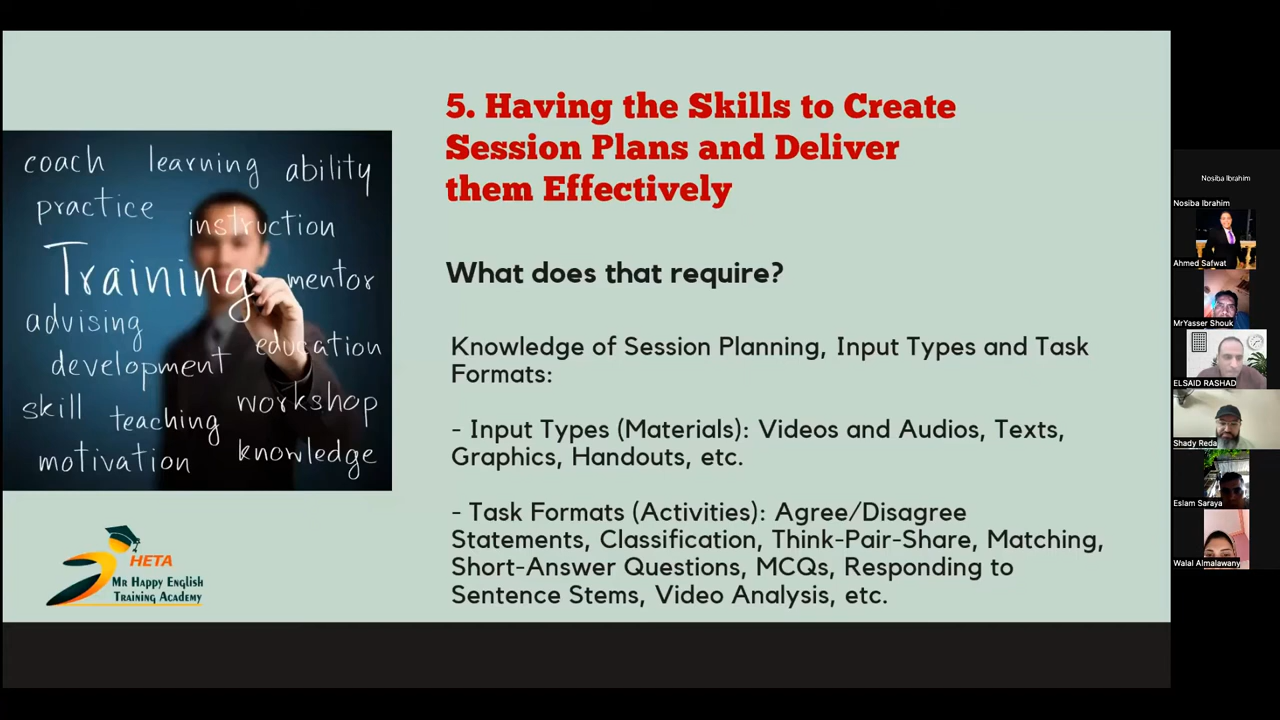 5. Having the Skills to Create
Session Plans and Deliver
them Effectively
What does that require?
Knowledge of Session Planning, Input Types and Task
Formats:
- Input Types (Materials): Videos and Audios, Texts,
Graphics, Handouts, etc.
- Task Formats (Activities): Agree/Disagree
Statements, Classification, Think-Pair-Share, Matching,
Short-Answer Questions, MCQs, Responding to
Sentence Stems, Video Analysis, etc.
coach learning ability
practice
instruction
Training mentor
advising
education
development
skill teaching workshop
motivation knowledge
HETA
Mr Happy English
Training Academy
Nosiba Ibrahim
Nosiba Ibrahim
Ahmed Safwat
MrYasser Shouk
ELSAID RASHAD
Shady Reda
Eslam Saraya
Walal Almalawany